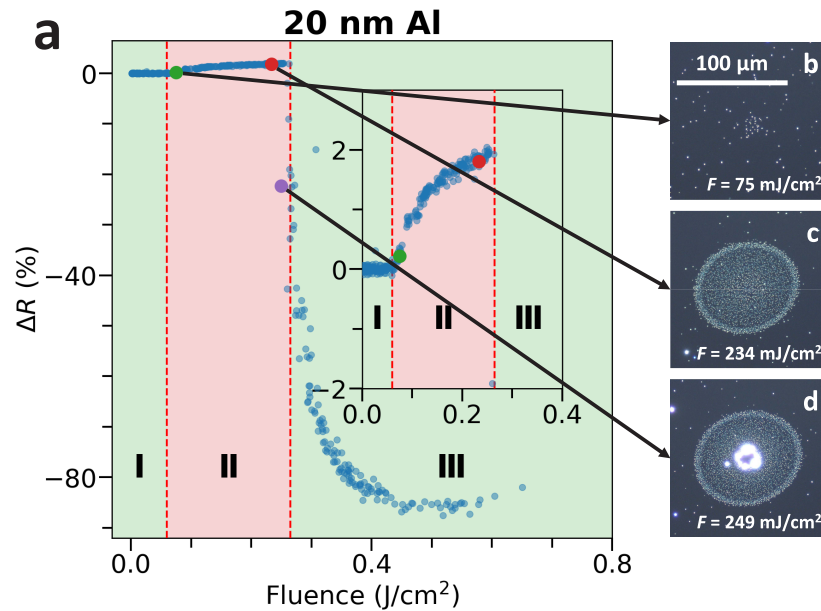 a
20 nm Al
0
−40
−80
ΔR (%)
0.0
0.4
0.8
Fluence (J/cm²)
I
II
III
2
0
−2
0.0
0.2
0.4
I
II
III
b
100 μm
F = 75 mJ/cm²
c
F = 234 mJ/cm²
d
F = 249 mJ/cm²